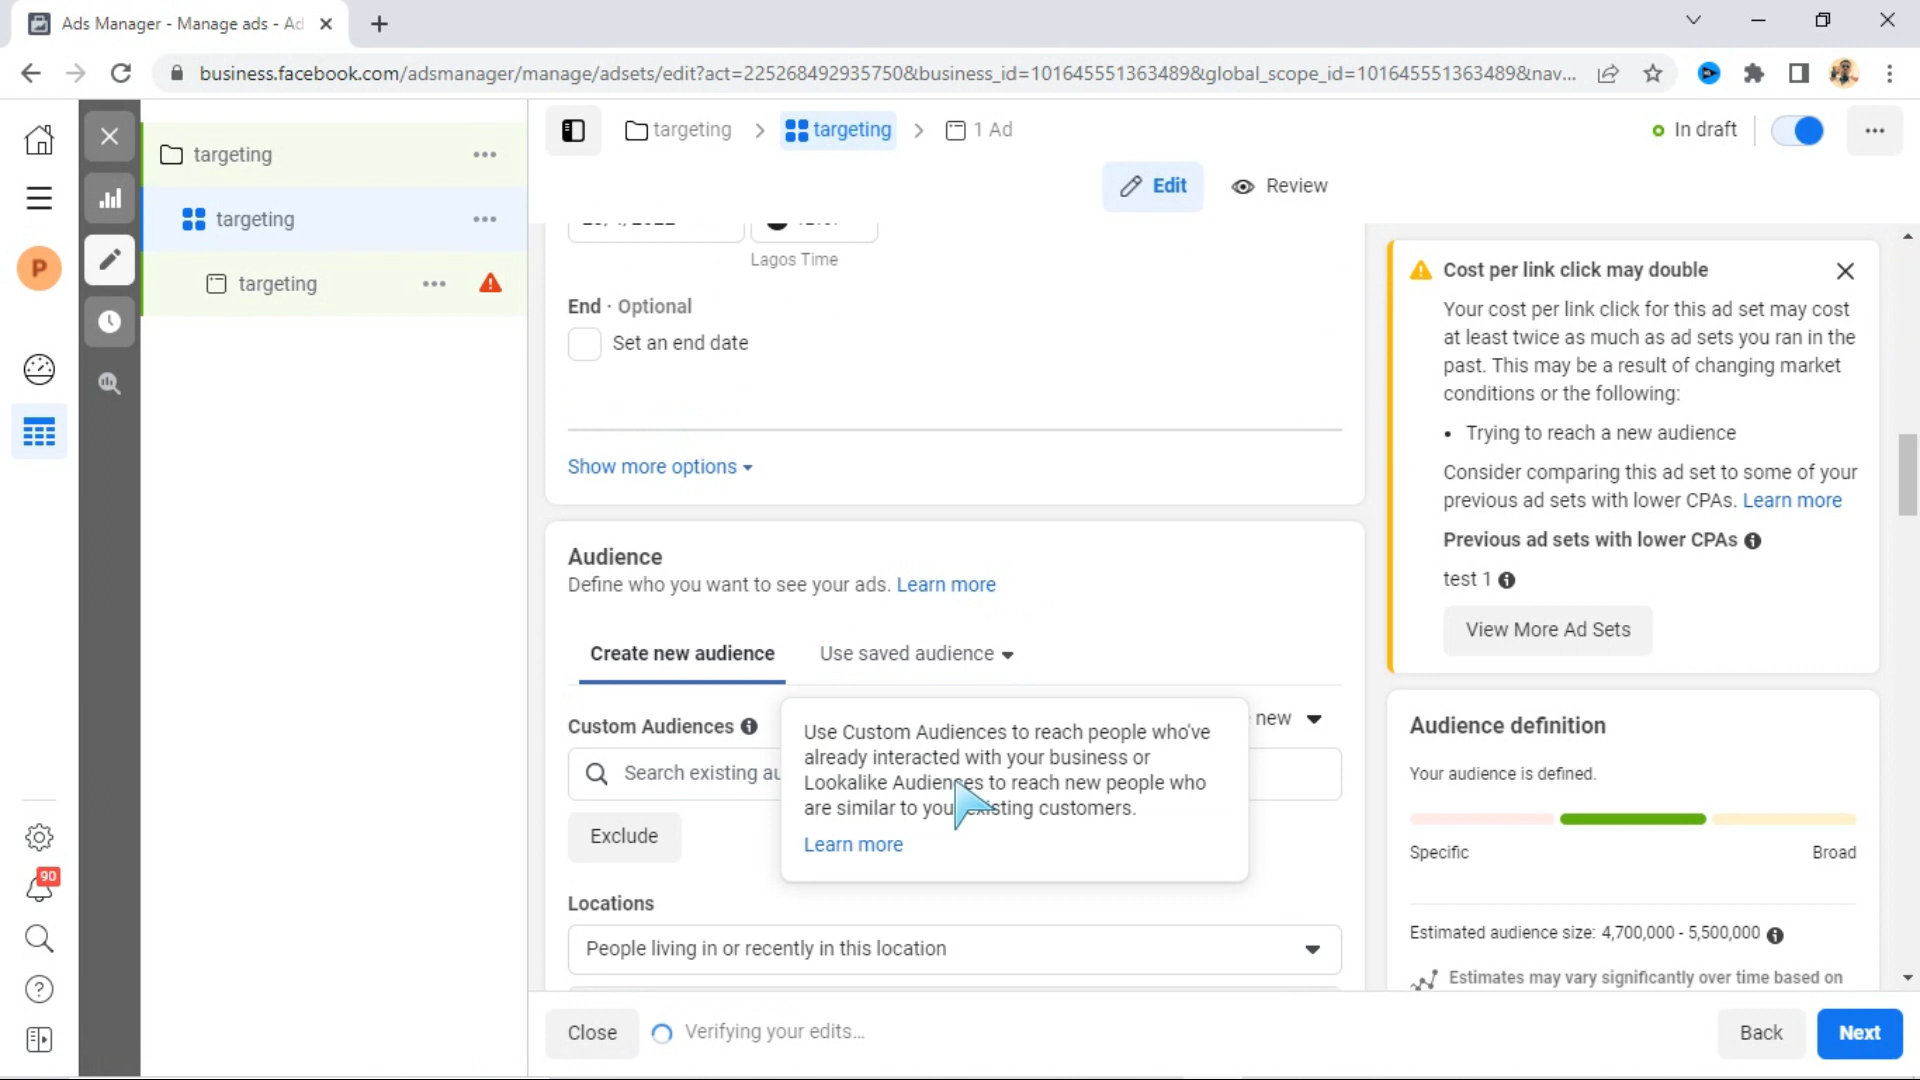 Ads Manager - Manage ads - Ad
business.facebook.com/adsmanager/manage/adsets/edit?act=225268492935750&business_id=101645551363489&global_scope_id=101645551363489&nav...
targeting
targeting
1 Ad
In draft
Edit
Review
P
targeting
targeting
targeting
90
Lagos Time
End · Optional
Set an end date
Show more options
Audience
Define who you want to see your ads. Learn more
Create new audience
Use saved audience
Custom Audiences
new
Search existing au
Use Custom Audiences to reach people who've
already interacted with your business or
Lookalike Audiences to reach new people who
are similar to your existing customers.
Learn more
Exclude
Locations
People living in or recently in this location
Cost per link click may double
Your cost per link click for this ad set may cost
at least twice as much as ad sets you ran in the
past. This may be a result of changing market
conditions or the following:
• Trying to reach a new audience
Consider comparing this ad set to some of your
previous ad sets with lower CPAs. Learn more
Previous ad sets with lower CPAs
test 1
View More Ad Sets
Audience definition
Your audience is defined.
Specific
Broad
Estimated audience size: 4,700,000 - 5,500,000
Estimates may vary significantly over time based on
Close
Verifying your edits...
Back
Next